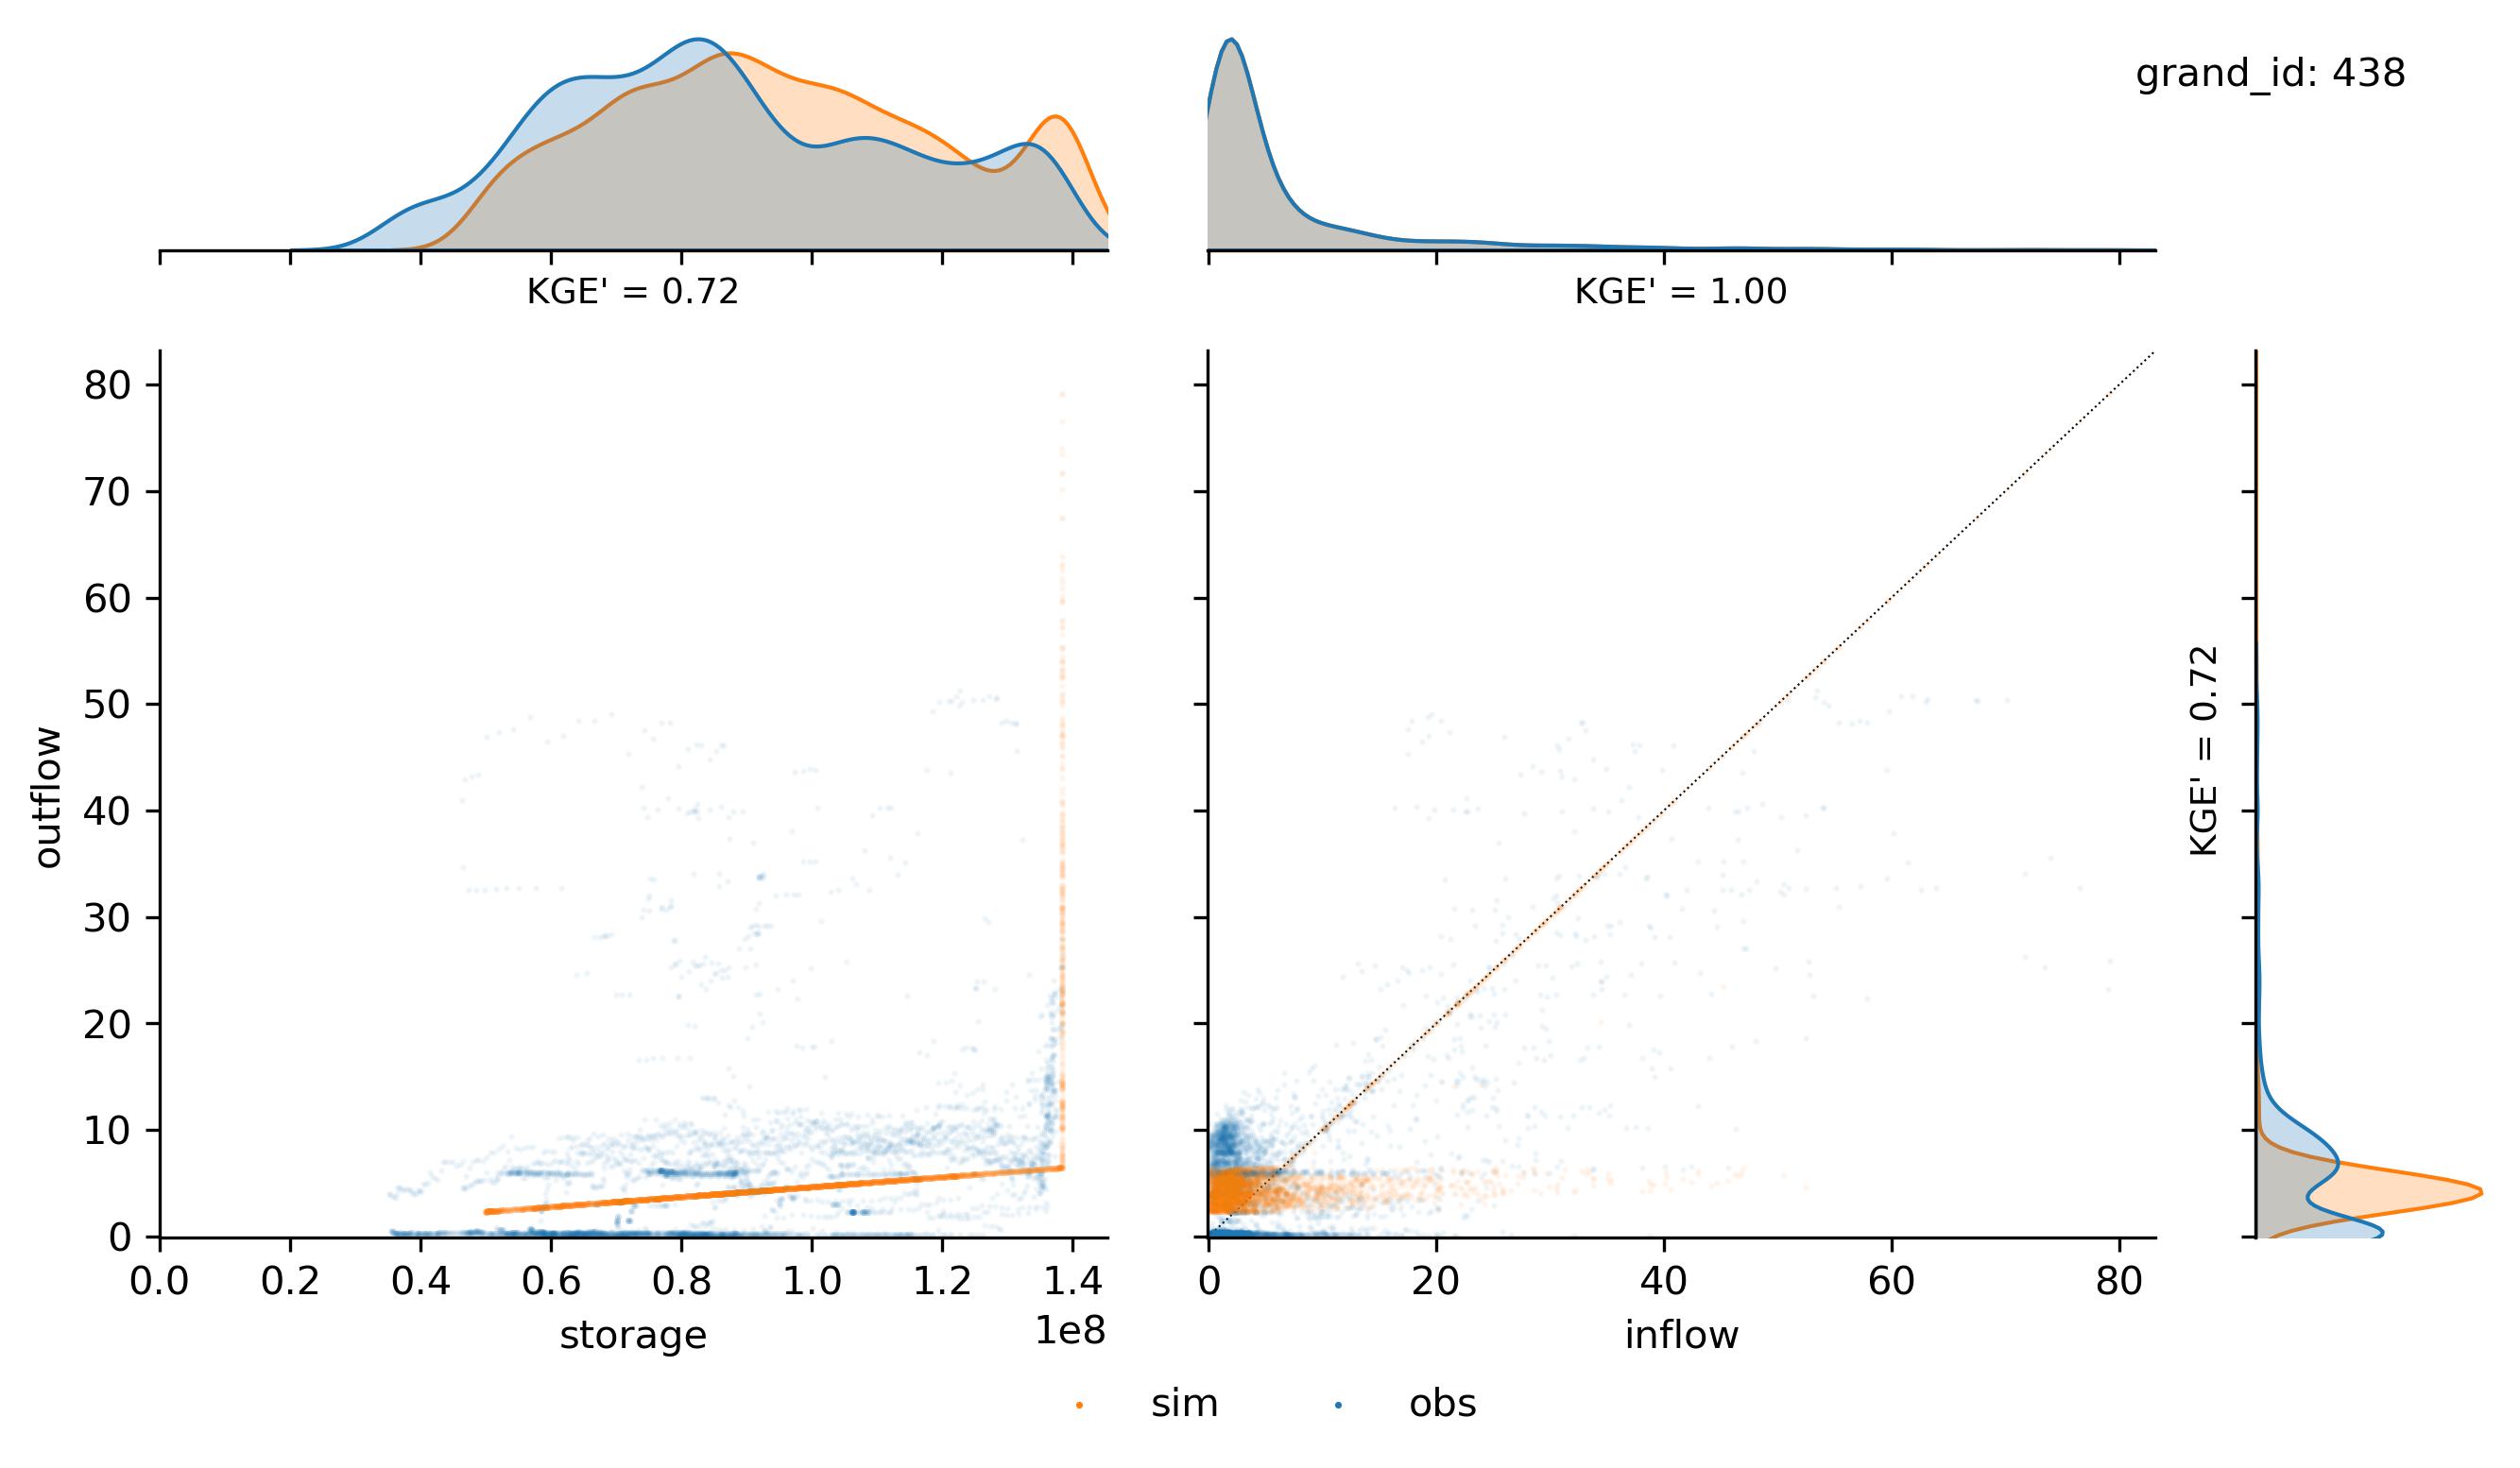 grand_id: 438
KGE' = 0.72
KGE' = 1.00
80
70
60
50
40
30
20
10
0
outflow
KGE' = 0.72
0.0 0.2 0.4 0.6 0.8 1.0 1.2 1.4
1e8
storage
0 20 40 60 80
inflow
sim obs